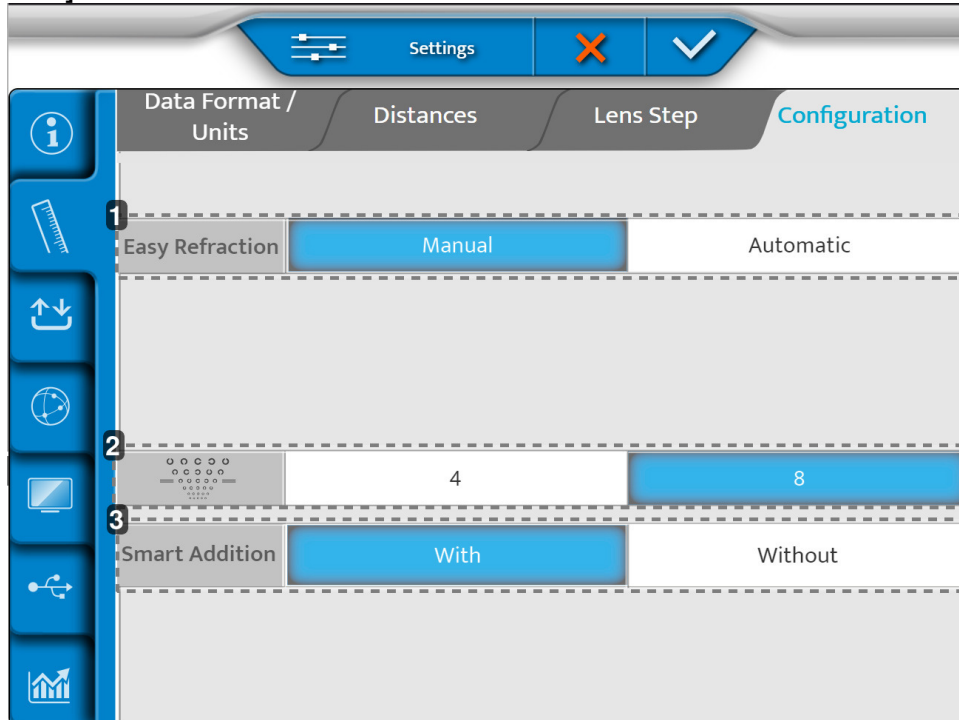 Settings
Data Format /
Units
Distances
Lens Step
Configuration
1
Easy Refraction
Manual
Automatic
2
4
8
3
Smart Addition
With
Without